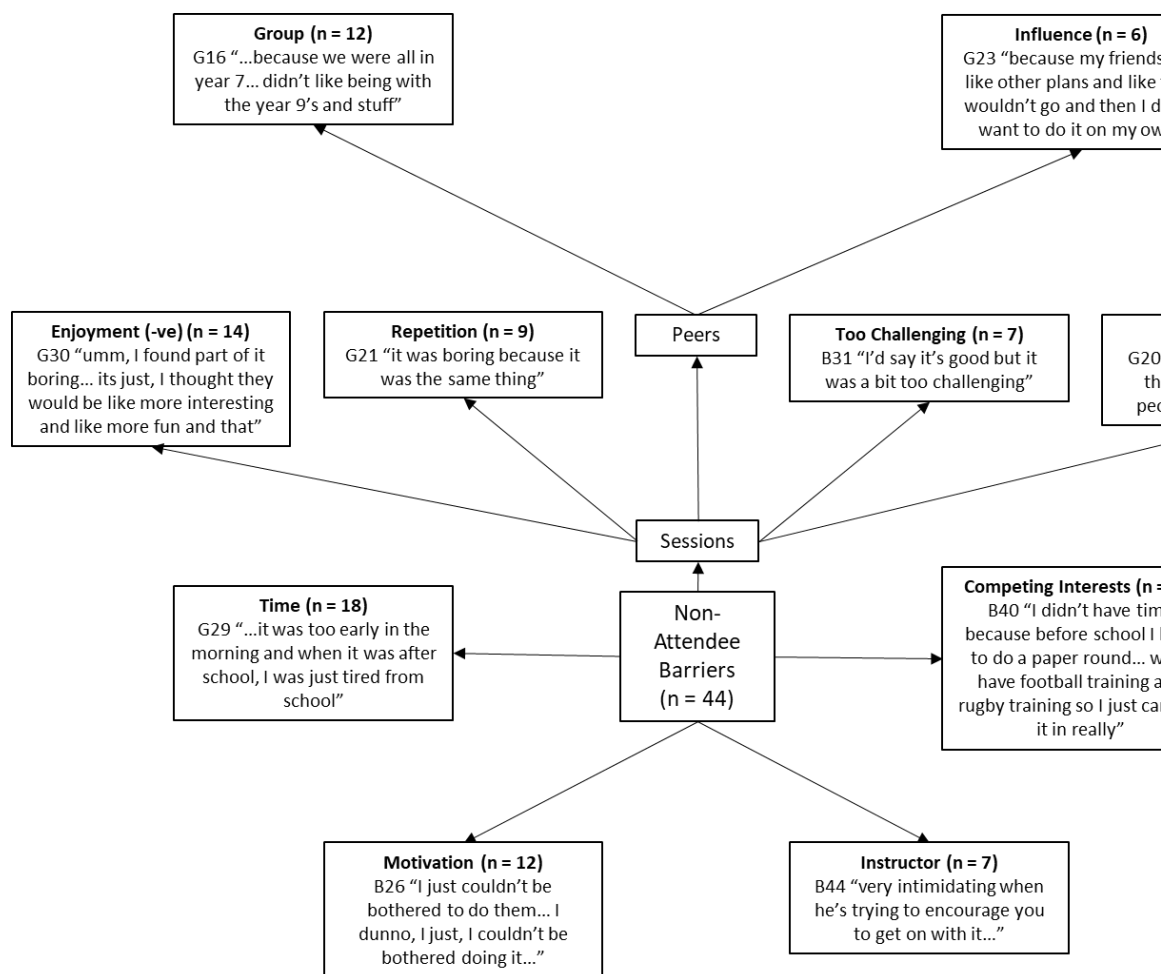 Group (n = 12)
G16 “...because we were all in
year 7... didn’t like being with
the year 9’s and stuff”
Influence (n = 6)
G23 “because my friends
like other plans and like
wouldn’t go and then I
want to do it on my
Enjoyment (-ve) (n = 14)
G30 “umm, I found part of it
boring... its just, I thought they
would be like more interesting
and like more fun and that”
Repetition (n = 9)
G21 “it was boring because it
was the same thing”
Peers
Too Challenging (n = 7)
B31 “I’d say it’s good but it
was a bit too challenging”
G20
Sessions
Time (n = 18)
G29 “...it was too early in the
morning and when it was after
school, I was just tired from
school”
Non-
Attendee
Barriers
(n = 44)
Competing Interests (n =
B40 “I didn’t have
because before school I
to do a paper round...
have football training
rugby training so I just
it in really”
Motivation (n = 12)
B26 “I just couldn’t be
bothered to do them... I
dunno, I just, I couldn’t be
bothered doing it...”
Instructor (n = 7)
B44 “very intimidating when
he’s trying to encourage you
to get on with it...”